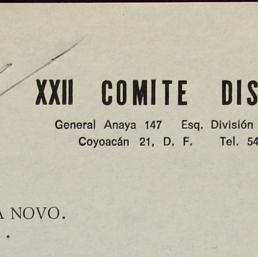 XXII COMITE DIS
General Anaya 147 Esq. División
Coyoacán 21, D. F. Tel. 54
A NOVO.
.